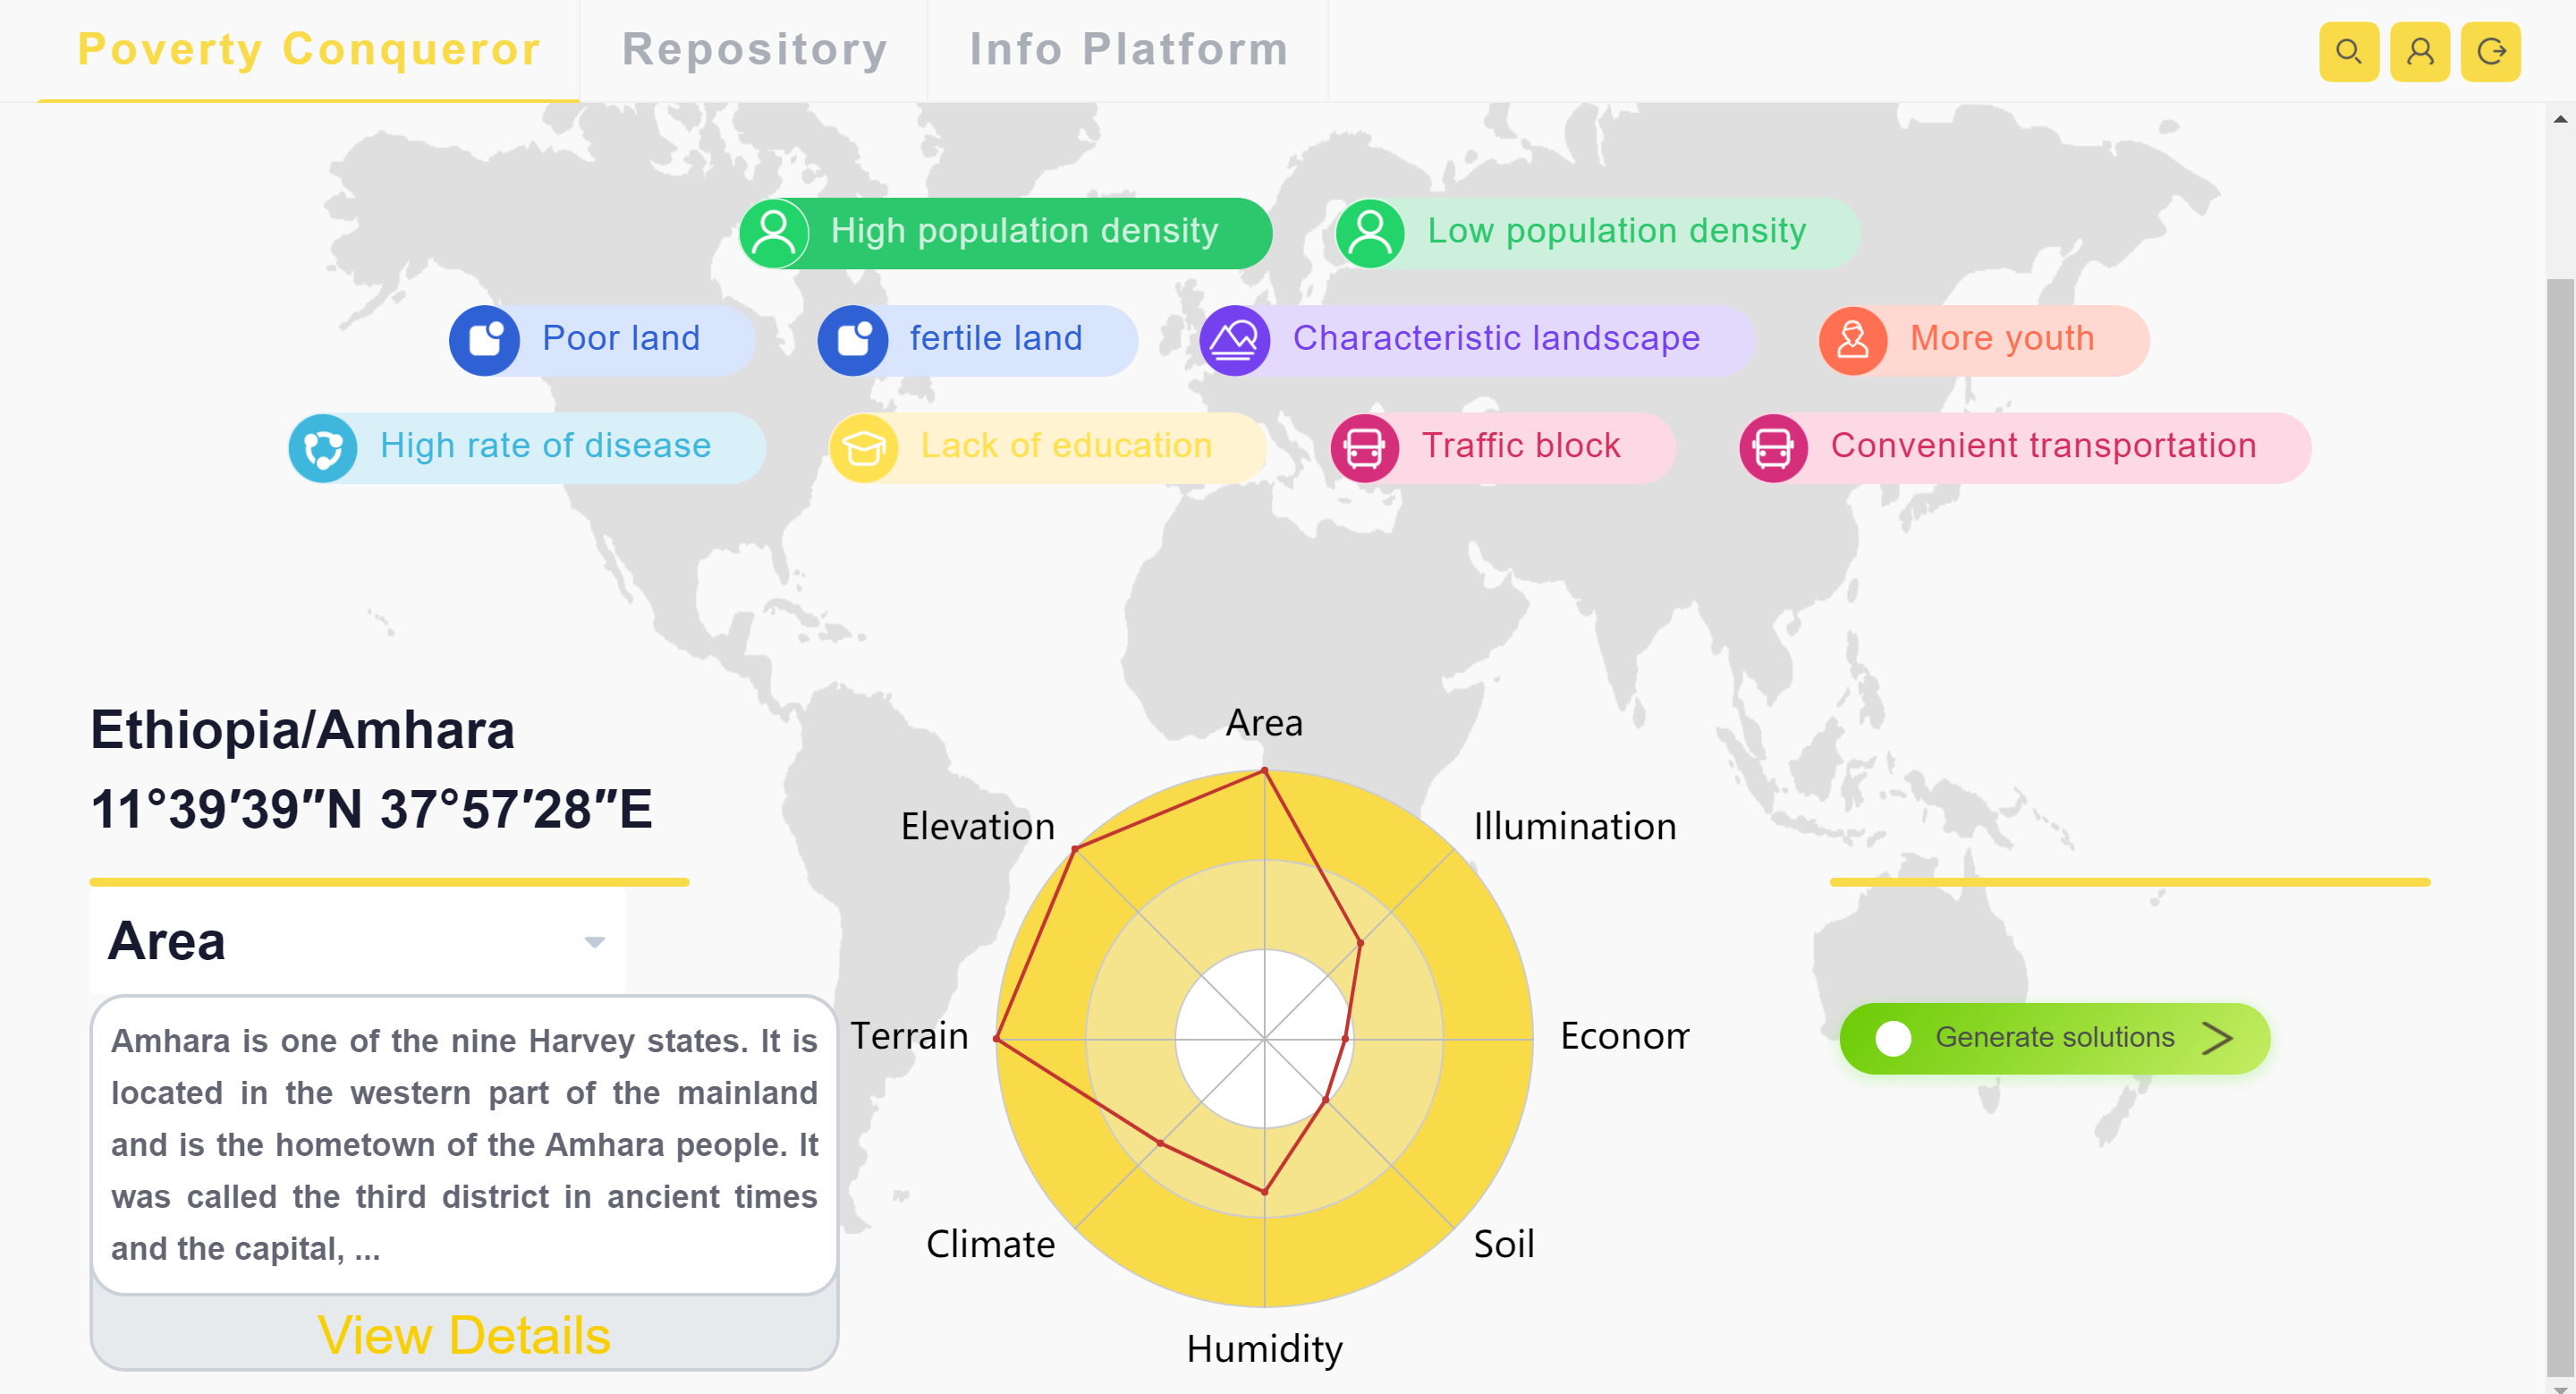 Poverty Conqueror Repository Info Platform
High population density Low population density
Poor land fertile land Characteristic landscape More youth
High rate of disease Lack of education Traffic block Convenient transportation
Ethiopia/Amhara
11°39′39″N 37°57′28″E
Area
Amhara is one of the nine Harvey states. It is
located in the western part of the mainland
and is the hometown of the Amhara people. It
was called the third district in ancient times
and the capital, ...
View Details
Area
Elevation
Illumination
Terrain
Econom
Climate
Soil
Humidity
Generate solutions >